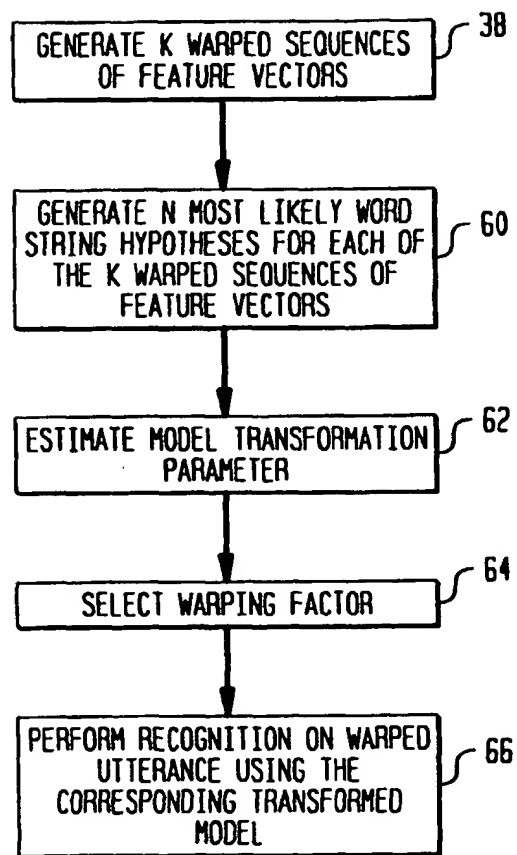 GENERATE K WARPED SEQUENCES
OF FEATURE VECTORS
38
GENERATE N MOST LIKELY WORD
STRING HYPOTHESES FOR EACH OF
THE K WARPED SEQUENCES OF
FEATURE VECTORS
60
ESTIMATE MODEL TRANSFORMATION
PARAMETER
62
SELECT WARPING FACTOR
64
PERFORM RECOGNITION ON WARPED
UTTERANCE USING THE
CORRESPONDING TRANSFORMED
MODEL
66